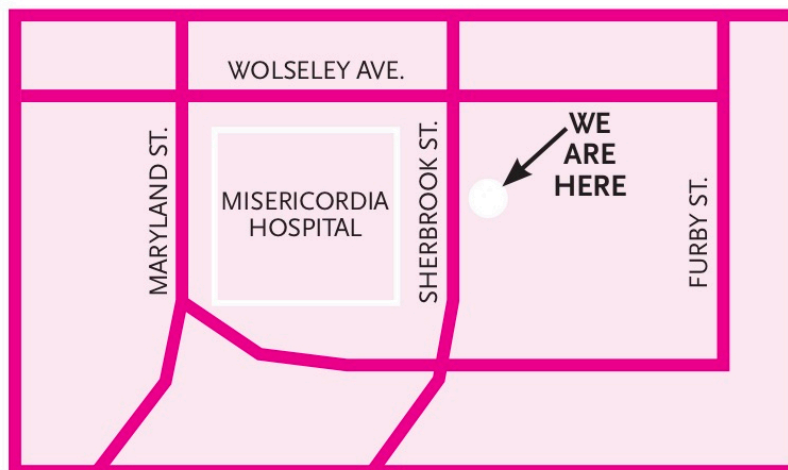 WOLSELEY AVE.
MARYLAND ST.
MISERICORDIA
HOSPITAL
SHERBROOK ST.
WE
ARE
HERE
FURBY ST.